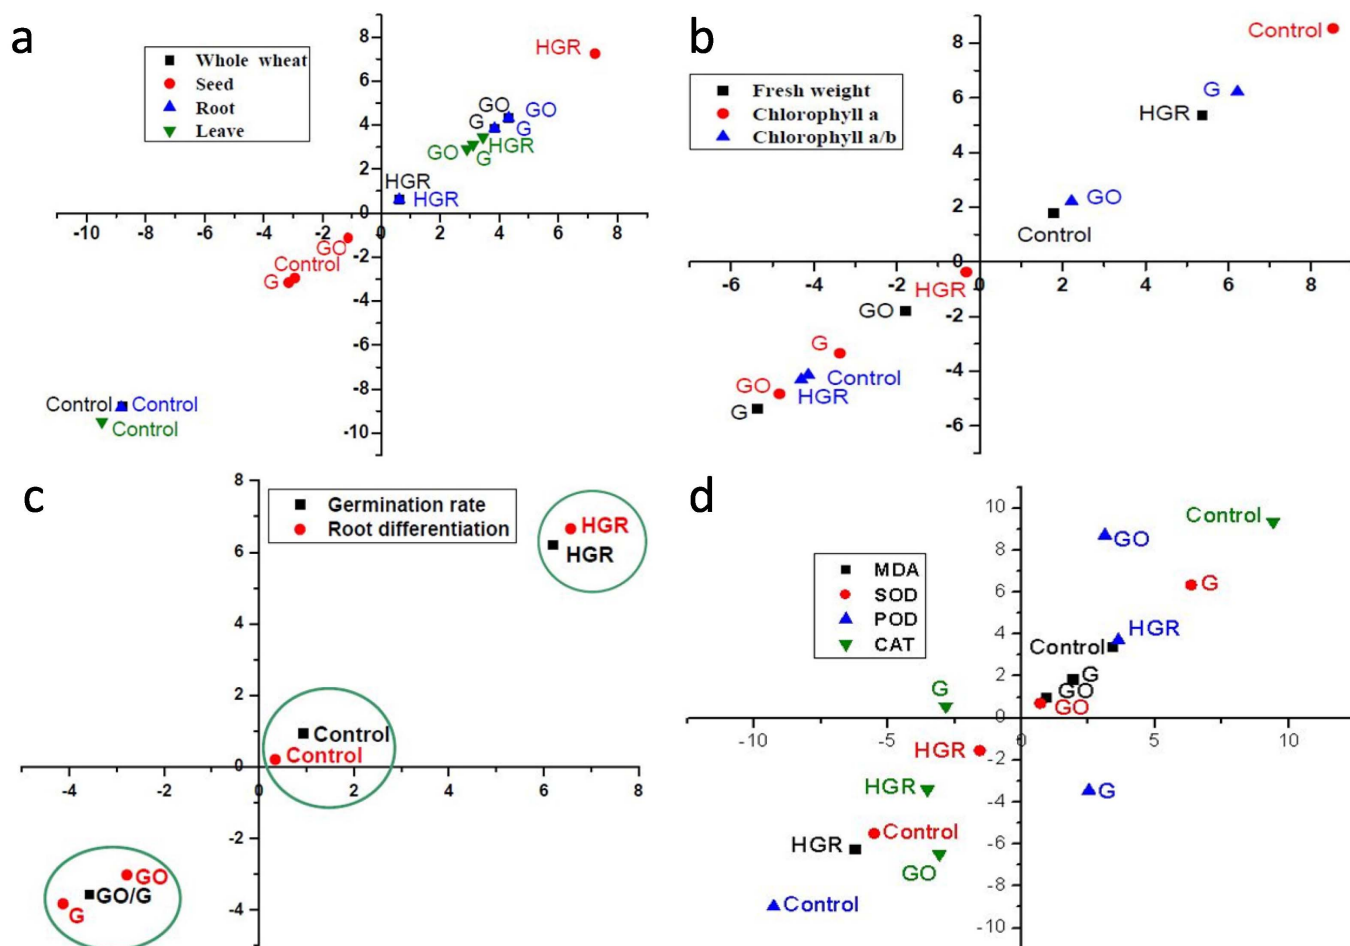 a
Whole wheat
Seed
Root
Leave
8
6
4
2
0
-10 -8 -6 -4 -2 0 2 4 6 8
-2
-4
-6
-8
-10
HGR
GO GO
G G
GO HGR
G
HGR
HGR
GO
Control
G
Control Control
Control
b
Fresh weight
Chlorophyll a
Chlorophyll a/b
8
6
4
2
0
-6 -4 -2 0 2 4 6 8
-2
-4
-6
Control
G
HGR
GO
Control
HGR
GO
G
Control
GO
HGR
G
c
Germination rate
Root differentiation
8
6
4
2
0
-4 -2 0 2 4 6 8
-2
-4
HGR
HGR
Control
Control
GO
GO/G
G
d
MDA
SOD
POD
CAT
10
8
6
4
2
0
-10 -5 0 5 10
-2
-4
-6
-8
-10
Control
GO
G
HGR
Control
G
G
GO
GO
HGR
HGR
G
Control
HGR
GO
Control